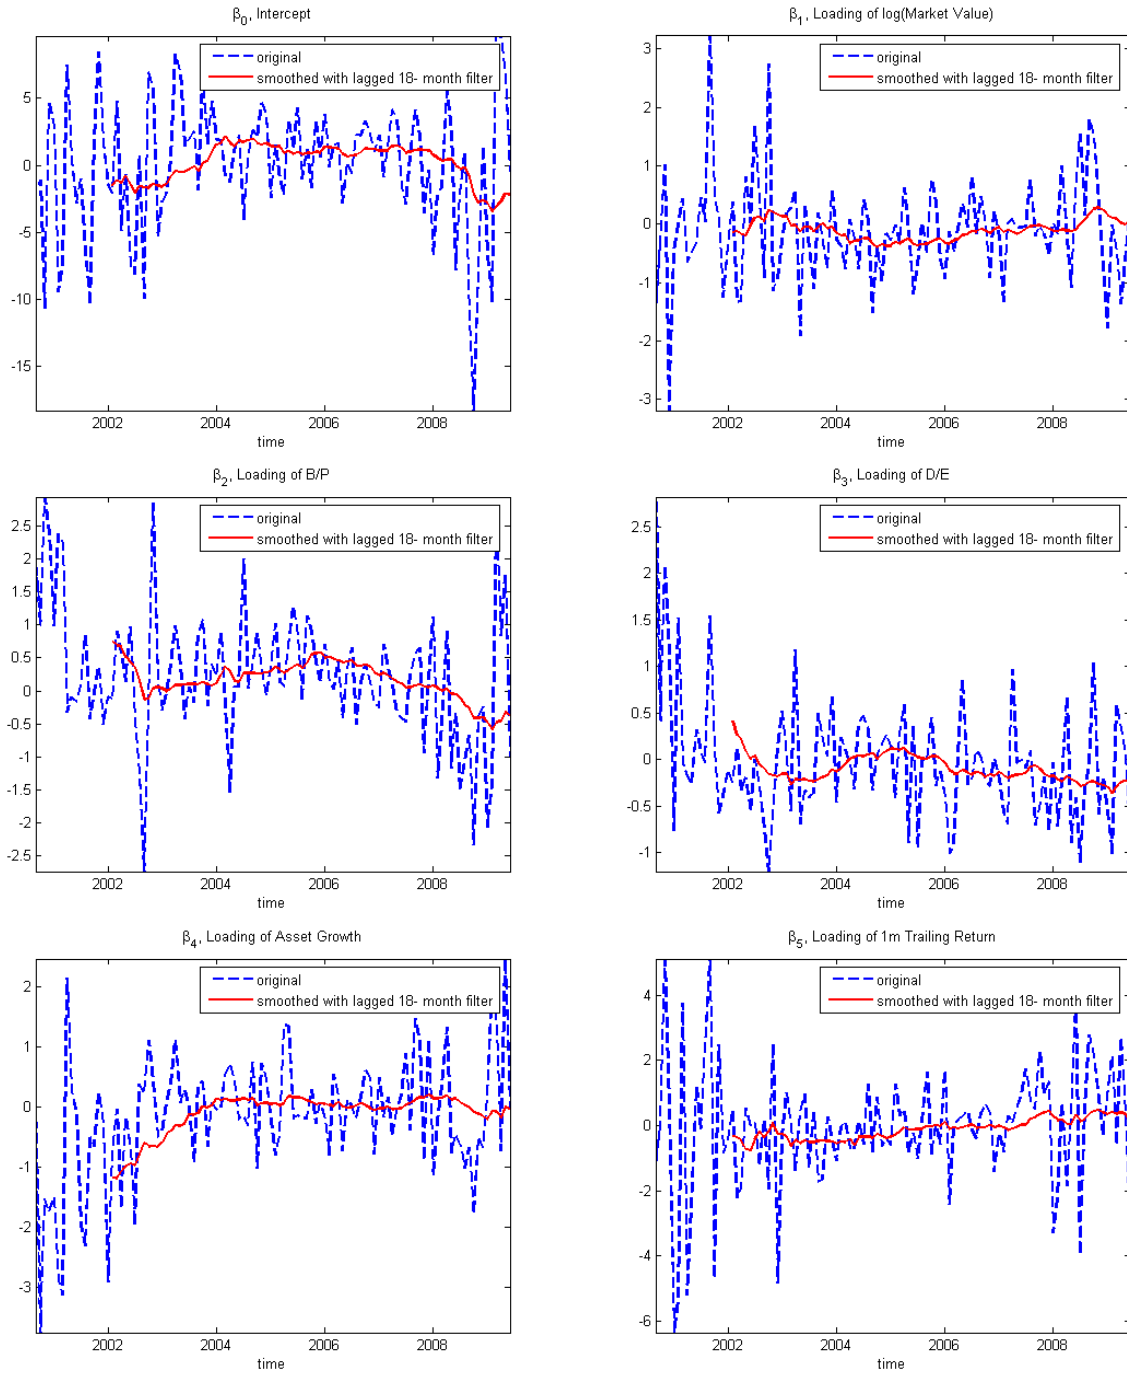 β0, Intercept
original
smoothed with lagged 18- month filter
5
0
-5
-10
-15
2002 2004 2006 2008
time
β1, Loading of log(Market Value)
original
smoothed with lagged 18- month filter
3
2
1
0
-1
-2
-3
2002 2004 2006 2008
time
β2, Loading of B/P
original
smoothed with lagged 18- month filter
2.5
2
1.5
1
0.5
0
-0.5
-1
-1.5
-2
-2.5
2002 2004 2006 2008
time
β3, Loading of D/E
original
smoothed with lagged 18- month filter
2.5
2
1.5
1
0.5
0
-0.5
-1
2002 2004 2006 2008
time
β4, Loading of Asset Growth
original
smoothed with lagged 18- month filter
2
1
0
-1
-2
-3
2002 2004 2006 2008
time
β5, Loading of 1m Trailing Return
original
smoothed with lagged 18- month filter
4
2
0
-2
-4
-6
2002 2004 2006 2008
time